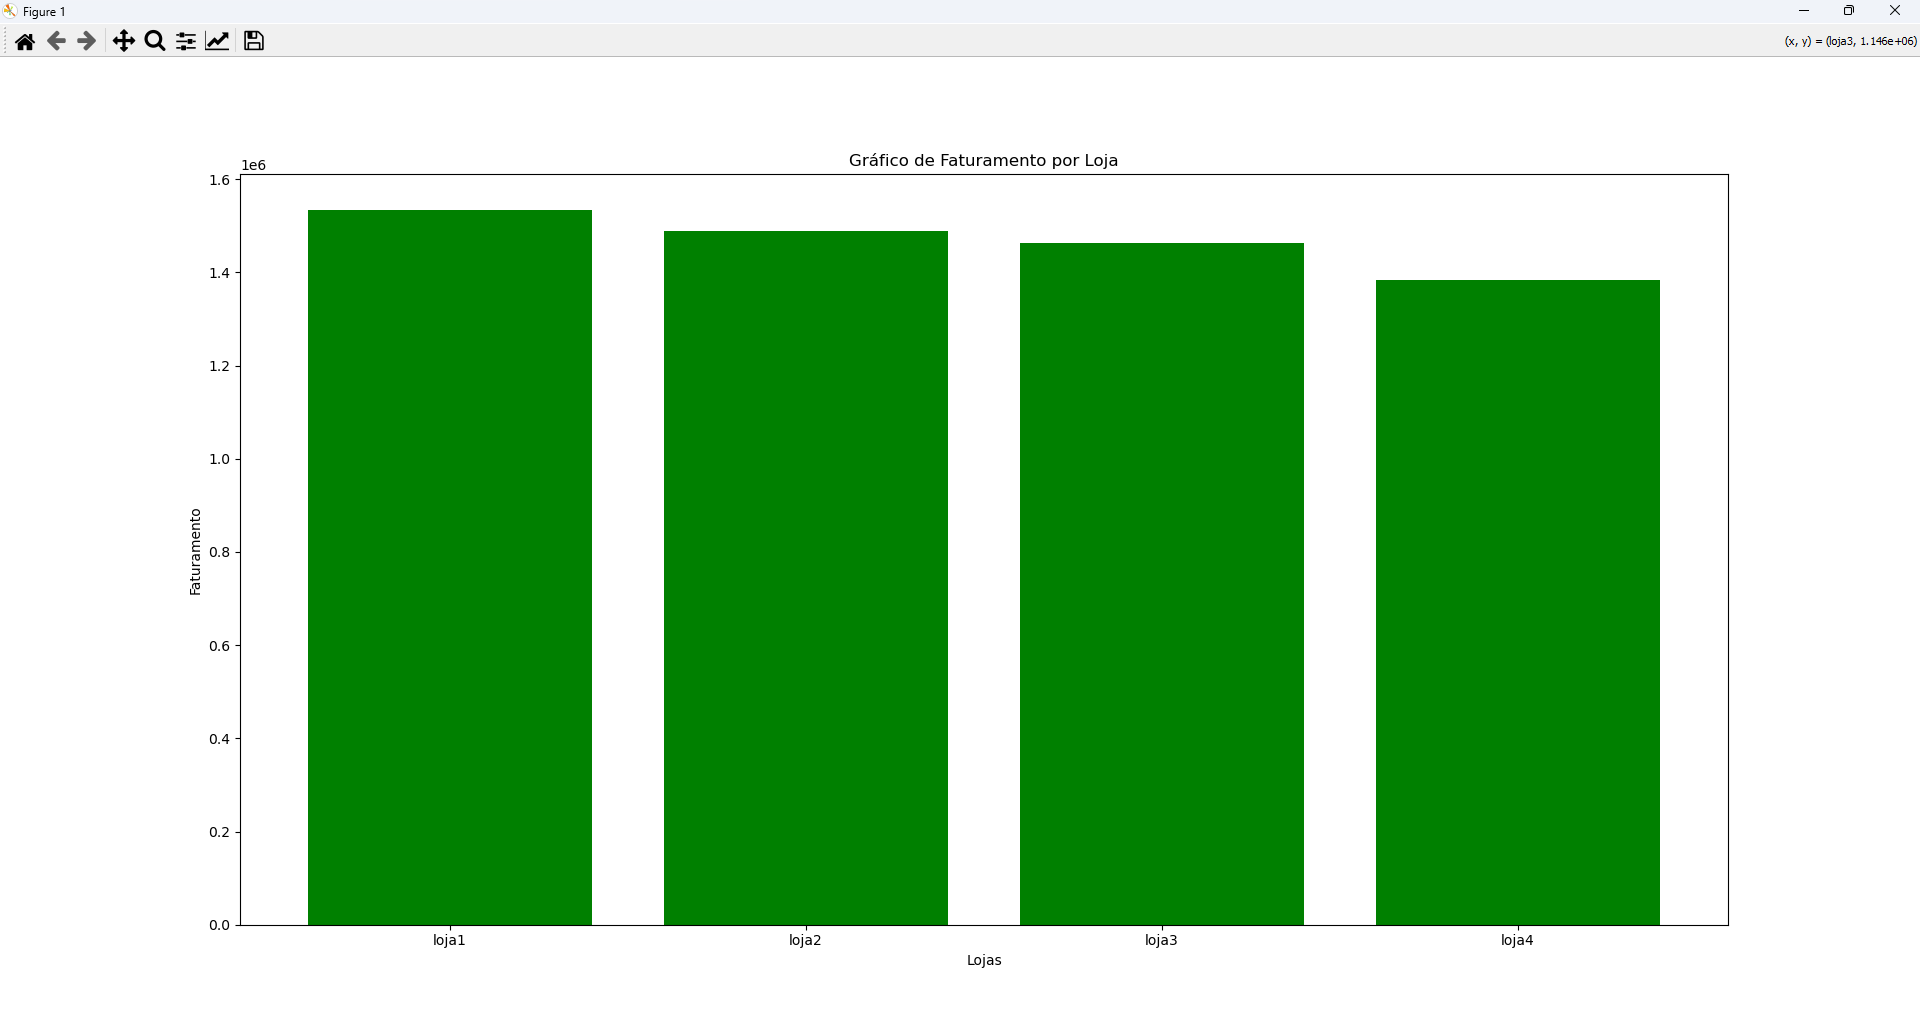 Figure 1
(x, y) = (loja3, 1.146e+06)
Gráfico de Faturamento por Loja
1e6
1.6
1.4
1.2
1.0
0.8
0.6
0.4
0.2
0.0
Faturamento
loja1 loja2 loja3 loja4
Lojas